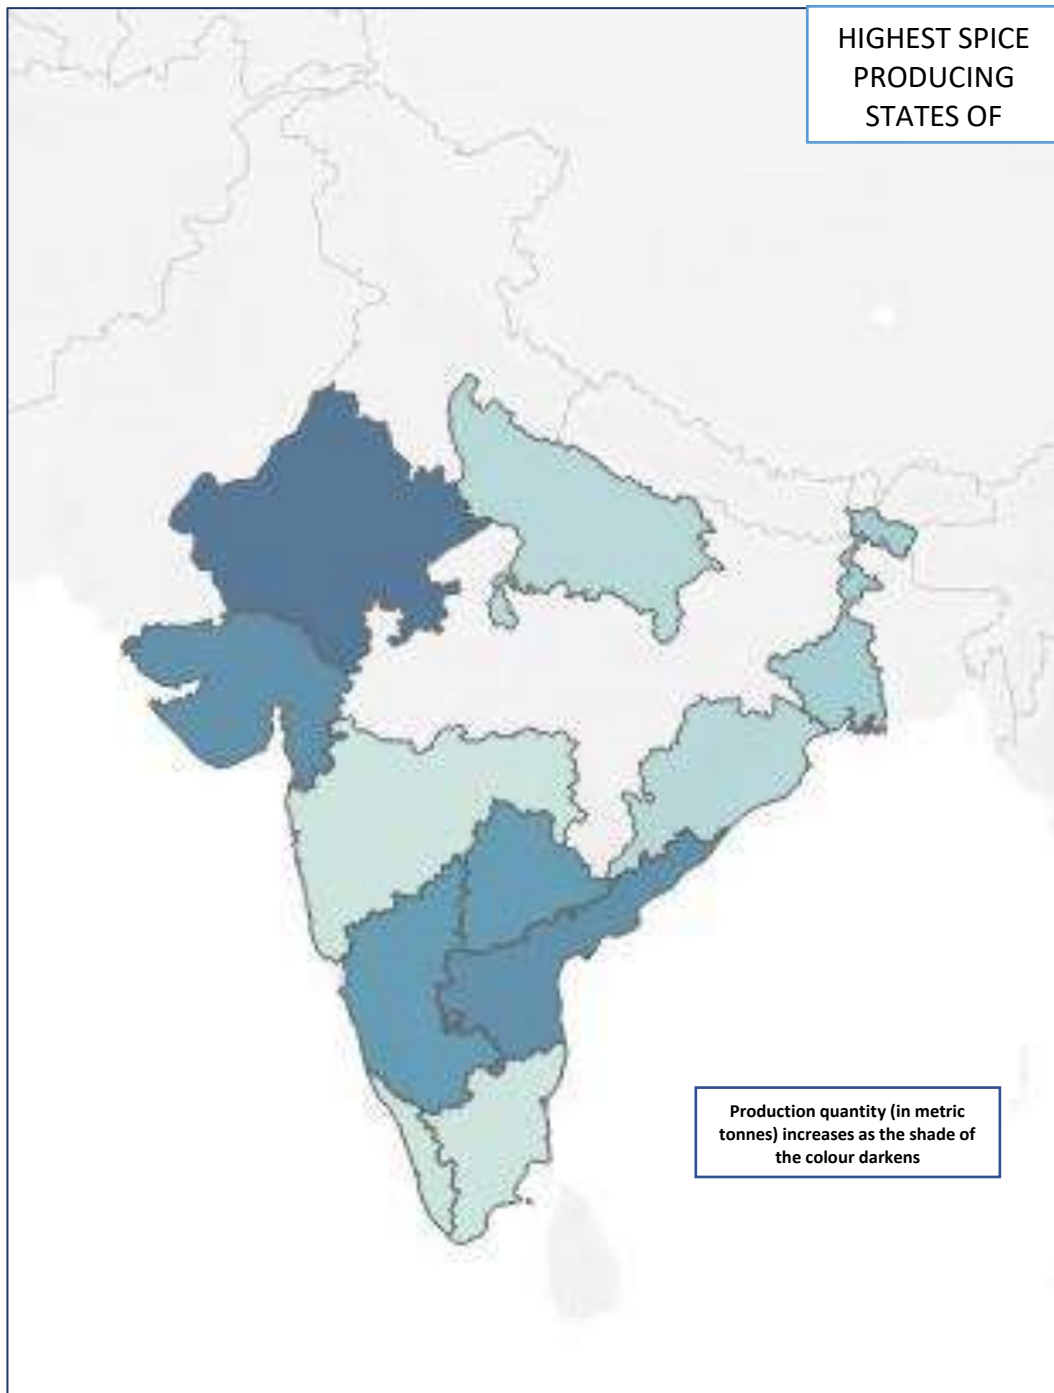 HIGHEST SPICE
PRODUCING
STATES OF
Production quantity (in metric
tonnes) increases as the shade of
the colour darkens